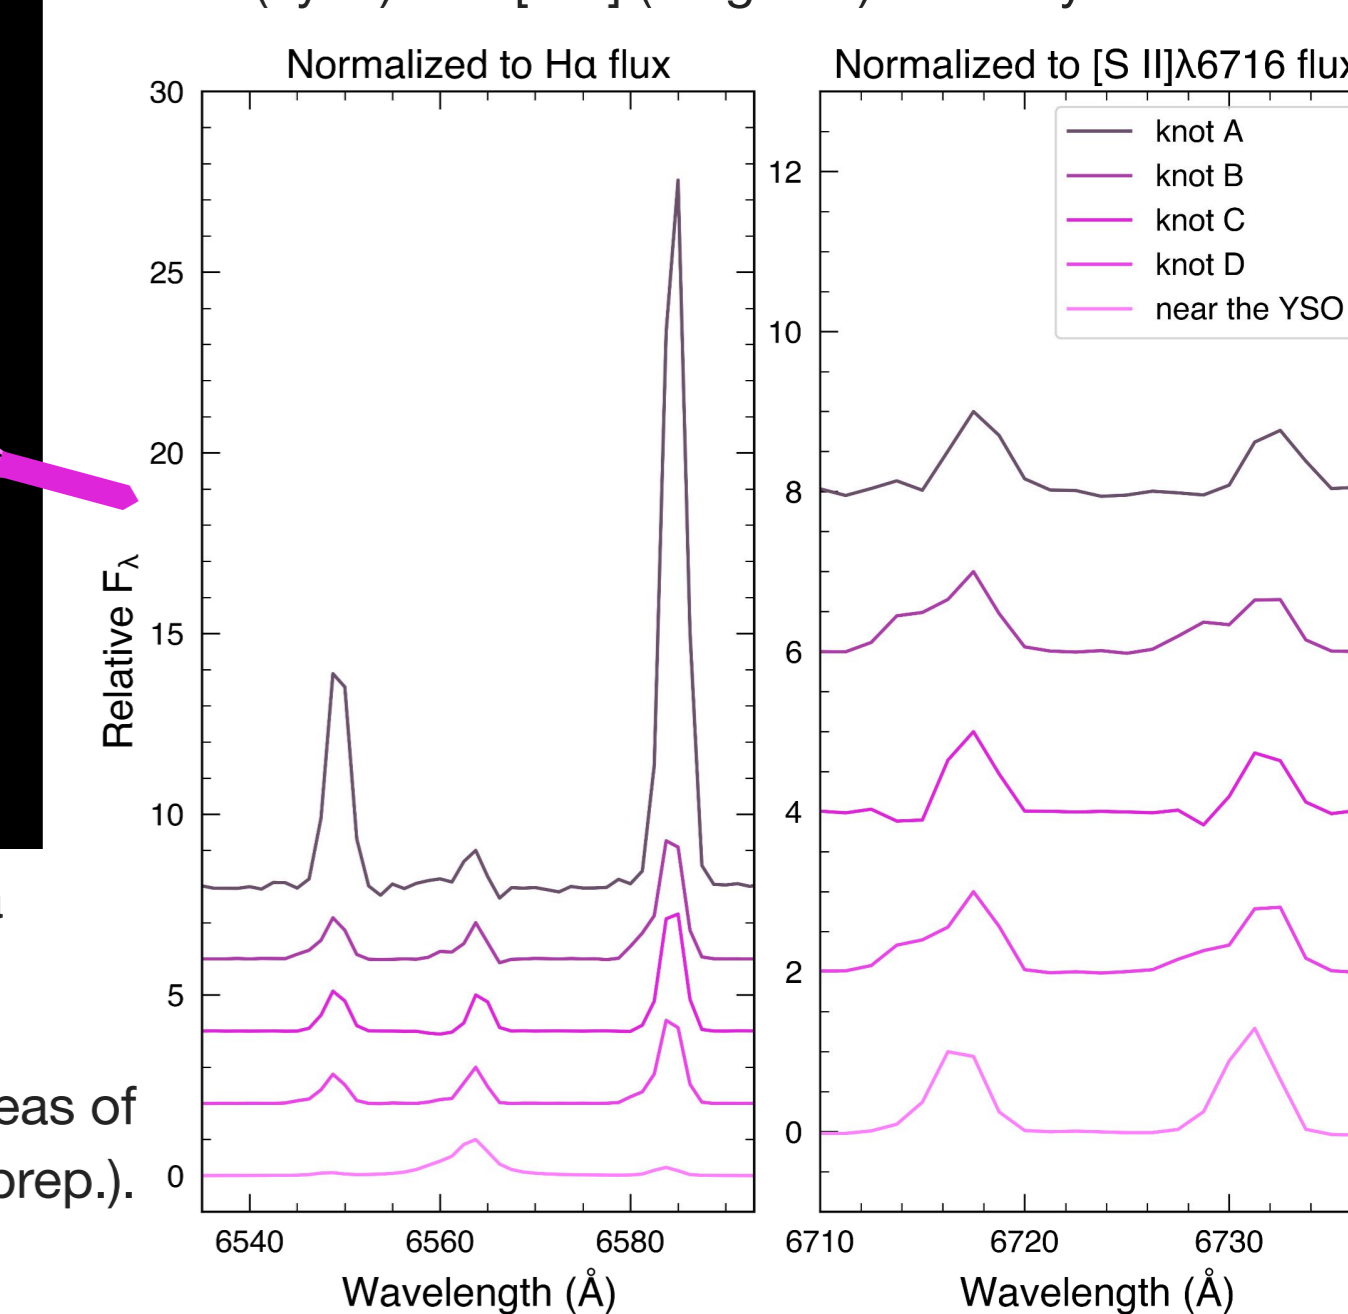 Normalized to Hα flux
30
25
20
15
10
5
0
Relative Fλ
6540
6560
6580
Wavelength (Å)
Normalized to [S II]λ6716 flux
knot A
knot B
knot C
knot D
near the YSO
12
10
8
6
4
2
0
6710
6720
6730
Wavelength (Å)
eas of
prep.).